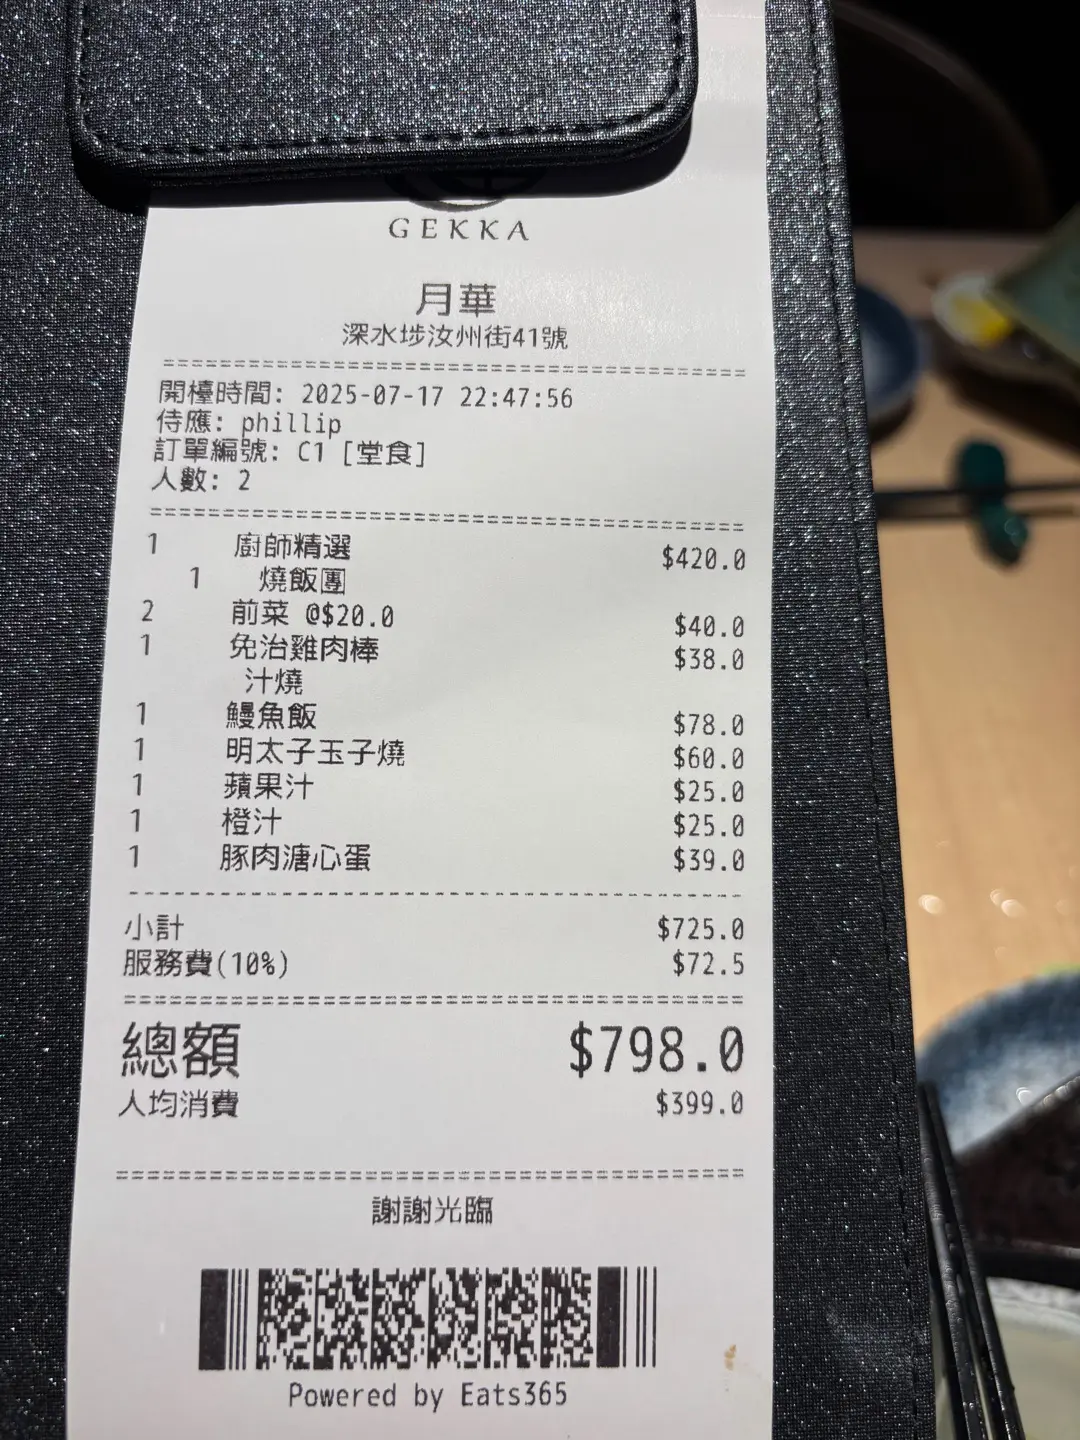 GEKKA
月華
深水埗汝州街41號
開檯時間: 2025-07-17 22:47:56
侍應: phillip
訂單編號: C1 [堂食]
人數: 2
1 廚師精選 $420.0
1 燒飯團
2 前菜 @$20.0 $40.0
1 免治雞肉棒 $38.0
汁燒
1 鰻魚飯 $78.0
1 明太子玉子燒 $60.0
1 蘋果汁 $25.0
1 橙汁 $25.0
1 豚肉溏心蛋 $39.0
小計 $725.0
服務費(10%) $72.5
總額 $798.0
人均消費 $399.0
謝謝光臨
Powered by Eats365